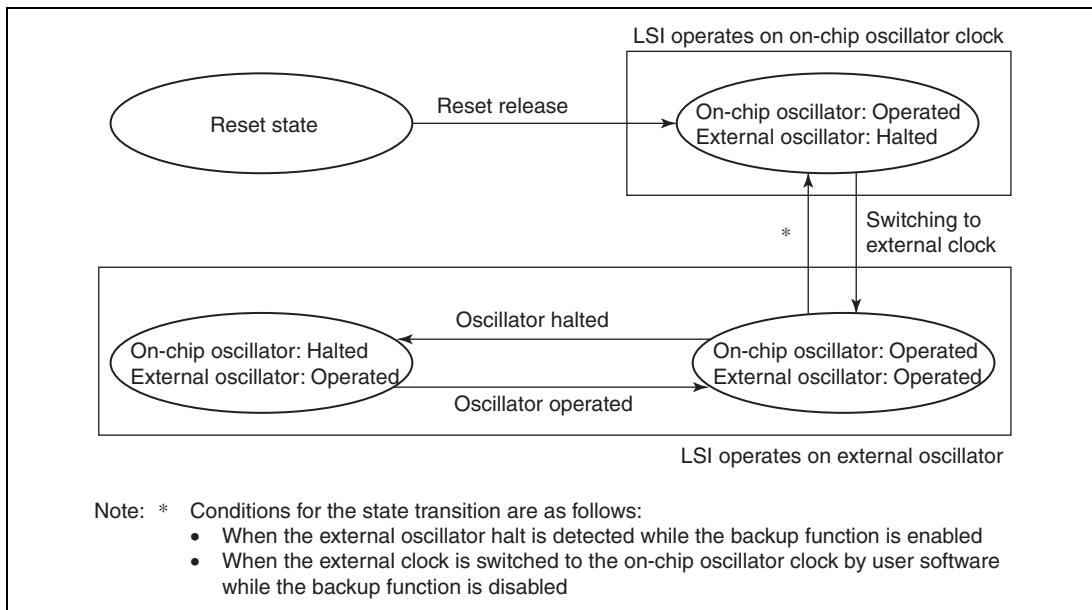 LSI operates on on-chip oscillator clock
Reset state
Reset release
On-chip oscillator: Operated
External oscillator: Halted
*
Switching to
external clock
Oscillator halted
On-chip oscillator: Halted
External oscillator: Operated
On-chip oscillator: Operated
External oscillator: Operated
Oscillator operated
LSI operates on external oscillator
Note: * Conditions for the state transition are as follows:
• When the external oscillator halt is detected while the backup function is enabled
• When the external clock is switched to the on-chip oscillator clock by user software
while the backup function is disabled